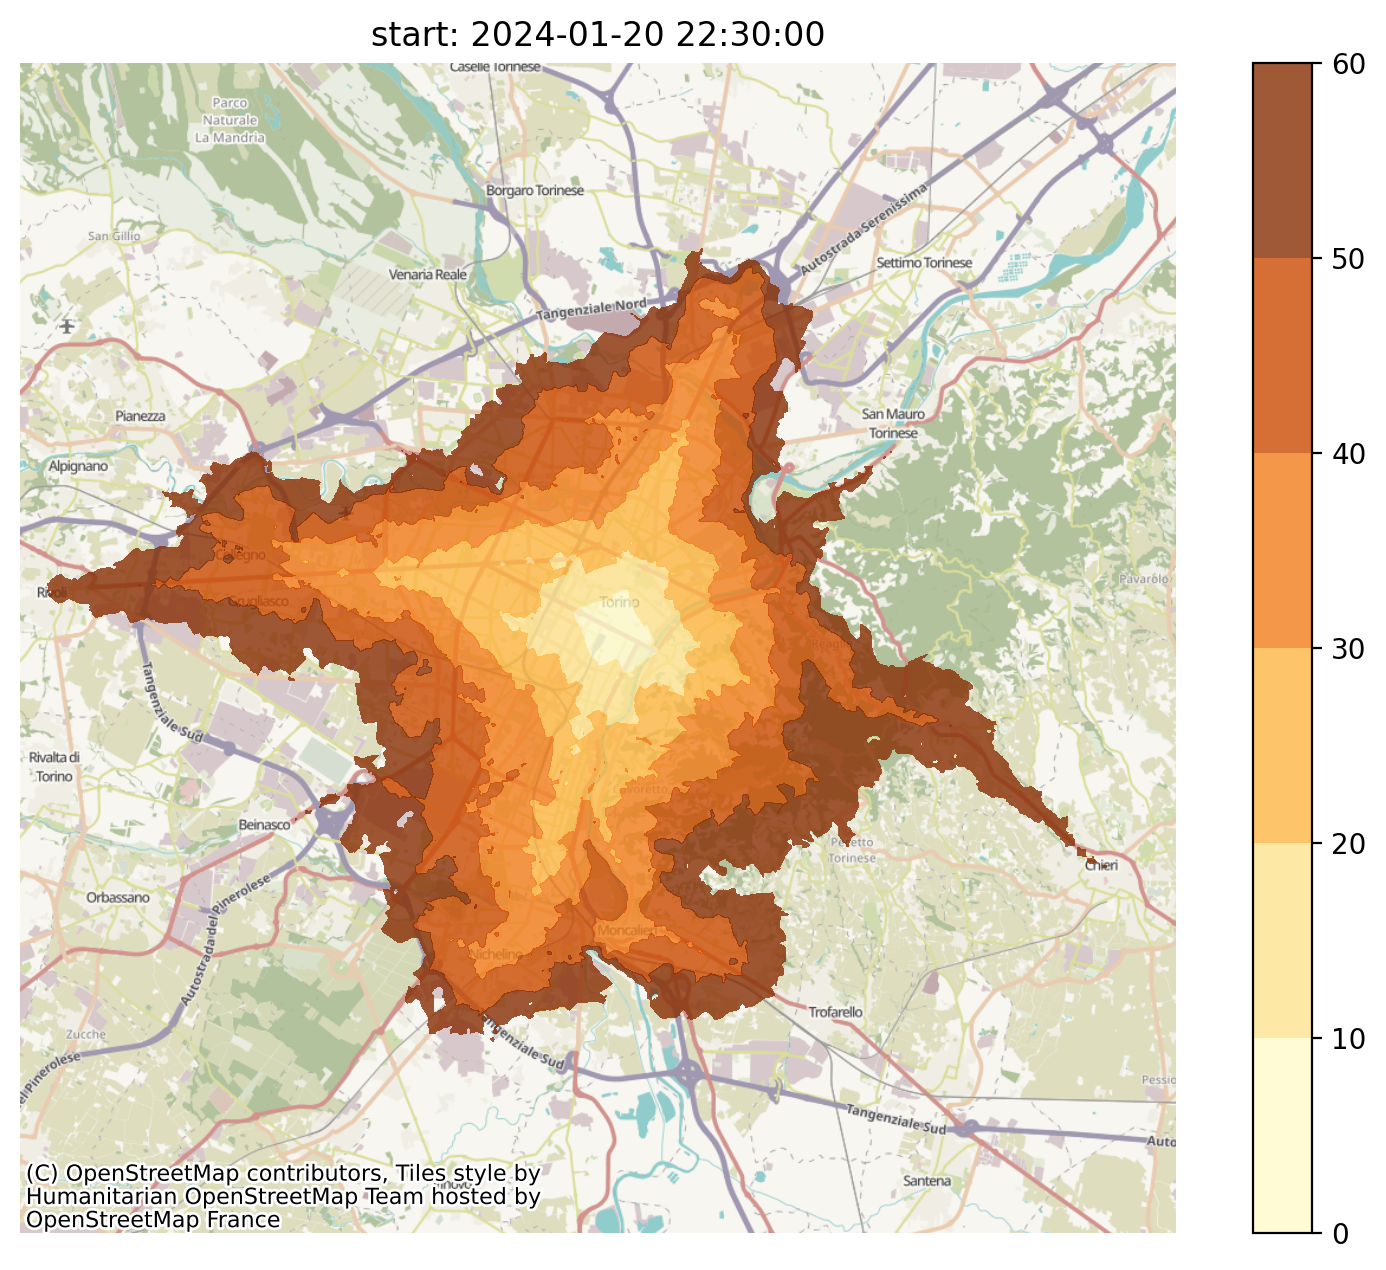 start: 2024-01-20 22:30:00
Caselle Torinese
Parco
Naturale
La Mandria
Borgaro Torinese
Autostrada Serenissima
San Gillio
Venaria Reale
Settimo Torinese
Tangenziale Nord
Pianezza
San Mauro
Torinese
Alpignano
Collegno
Pavarolo
Rivoli
Grugliasco
Torino
Reaglie
Tangenziale Sud
Rivalta di
Torino
Cavoretto
Beinasco
Pecetto
Torinese
Chieri
Orbassano
Autostrada del Pinerolese
Moncalieri
Nichelino
Trofarello
Zucche
Tangenziale Sud
Pessio
Tangenziale Sud
Auto
Santena
(C) OpenStreetMap contributors, Tiles style by
Humanitarian OpenStreetMap Team hosted by
OpenStreetMap France
60
50
40
30
20
10
0